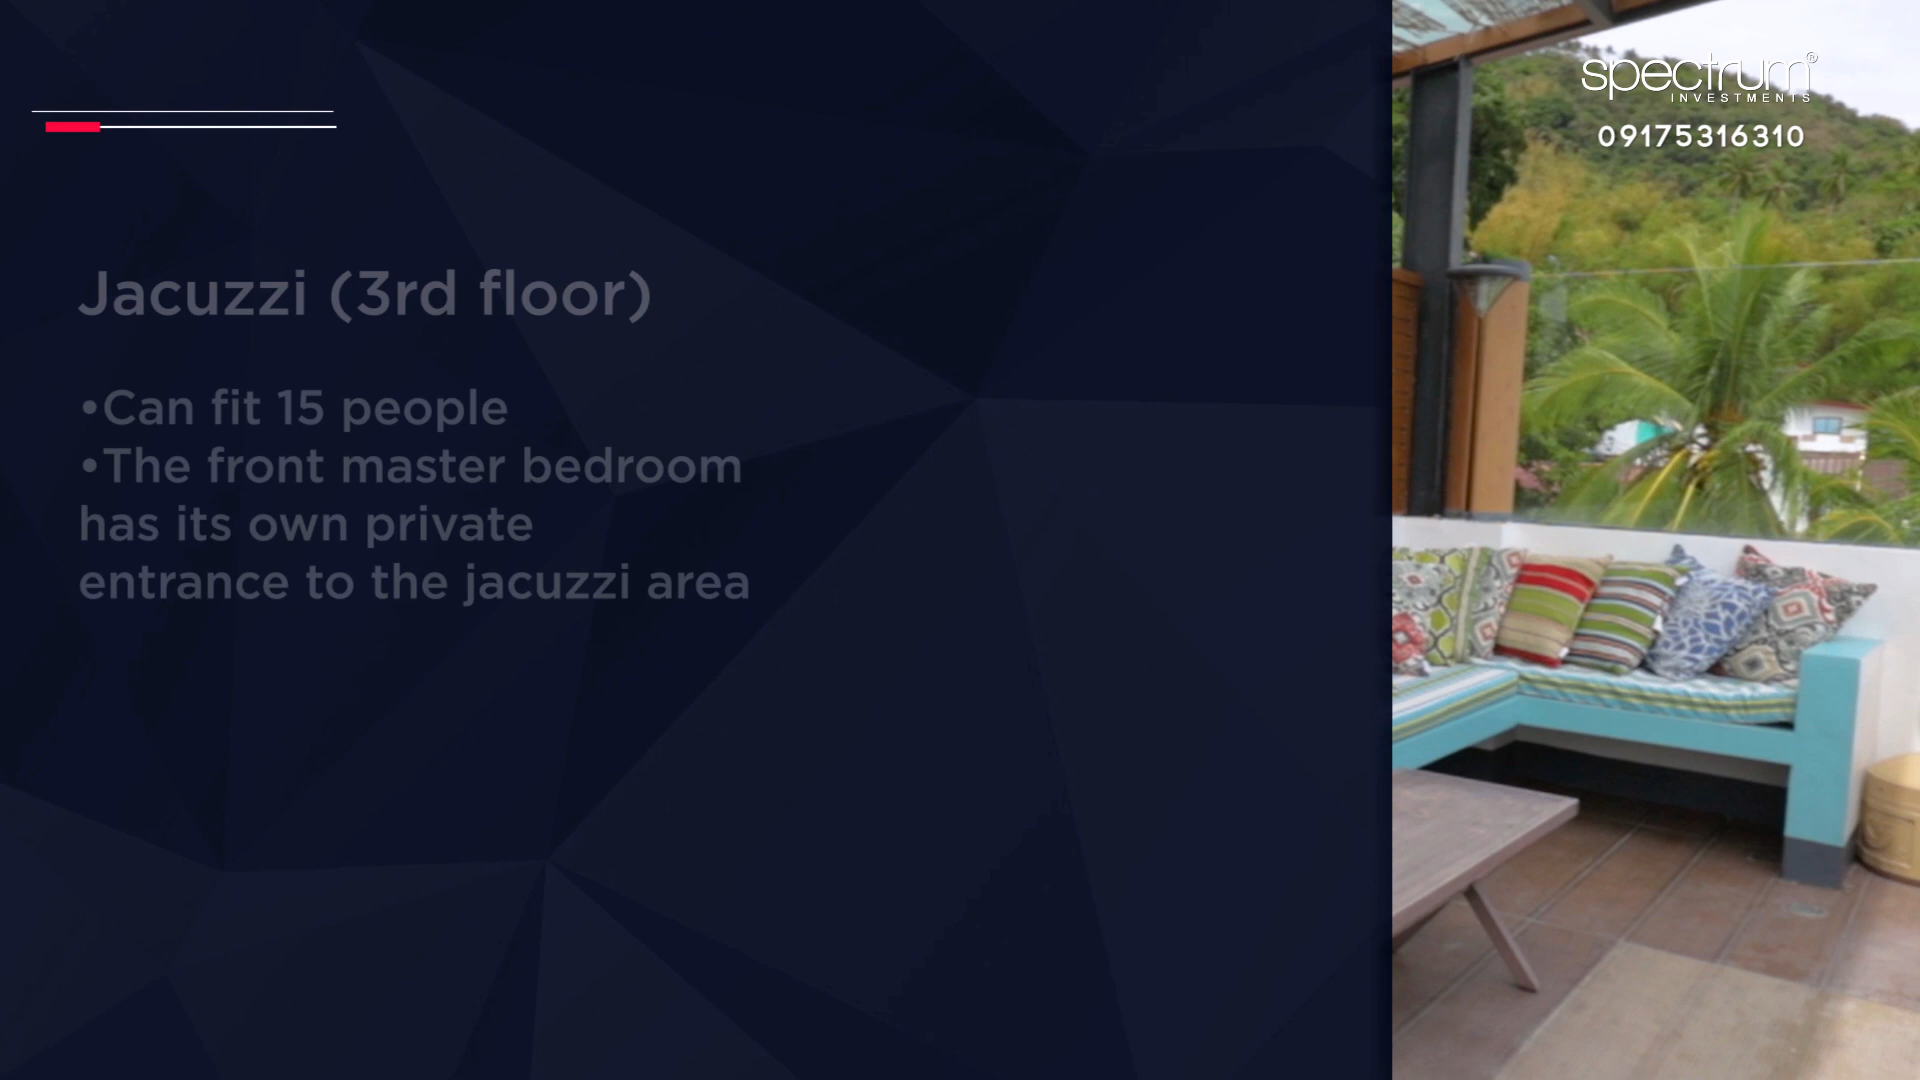 spectrum®
INVESTMENTS
09175316310
Jacuzzi (3rd floor)
•Can fit 15 people
•The front master bedroom
has its own private
entrance to the jacuzzi area